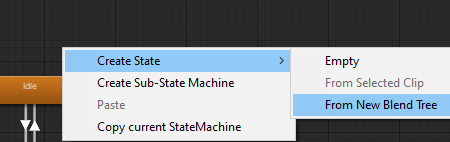 Idle
Create State
Create Sub-State Machine
Paste
Copy current StateMachine
Empty
From Selected Clip
From New Blend Tree